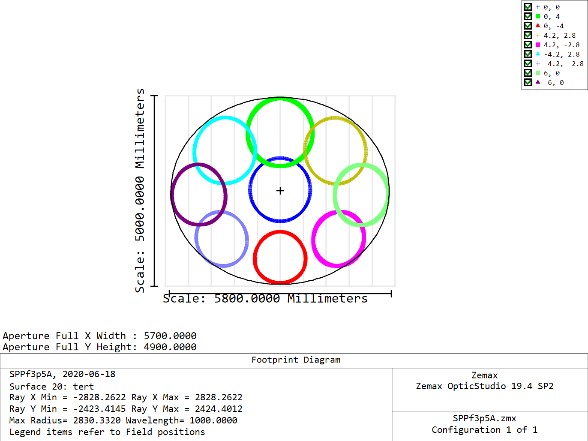 0, 0
0, 4
0, -4
4.2, 2.8
4.2, -2.8
-4.2, 2.8
4.2, 2.8
6, 0
6, 0
Scale: 5000.0000 Millimeters
Scale: 5800.0000 Millimeters
Aperture Full X Width : 5700.0000
Aperture Full Y Height: 4900.0000
Footprint Diagram
SPPf3p5A, 2020-06-18
Surface 20: tert
Ray X Min = -2828.2622 Ray X Max = 2828.2622
Ray Y Min = -2423.4145 Ray Y Max = 2424.4012
Max Radius= 2830.3320 Wavelength= 1000.0000
Legend items refer to Field positions
Zemax
Zemax OpticStudio 19.4 SP2
SPPf3p5A.zmx
Configuration 1 of 1